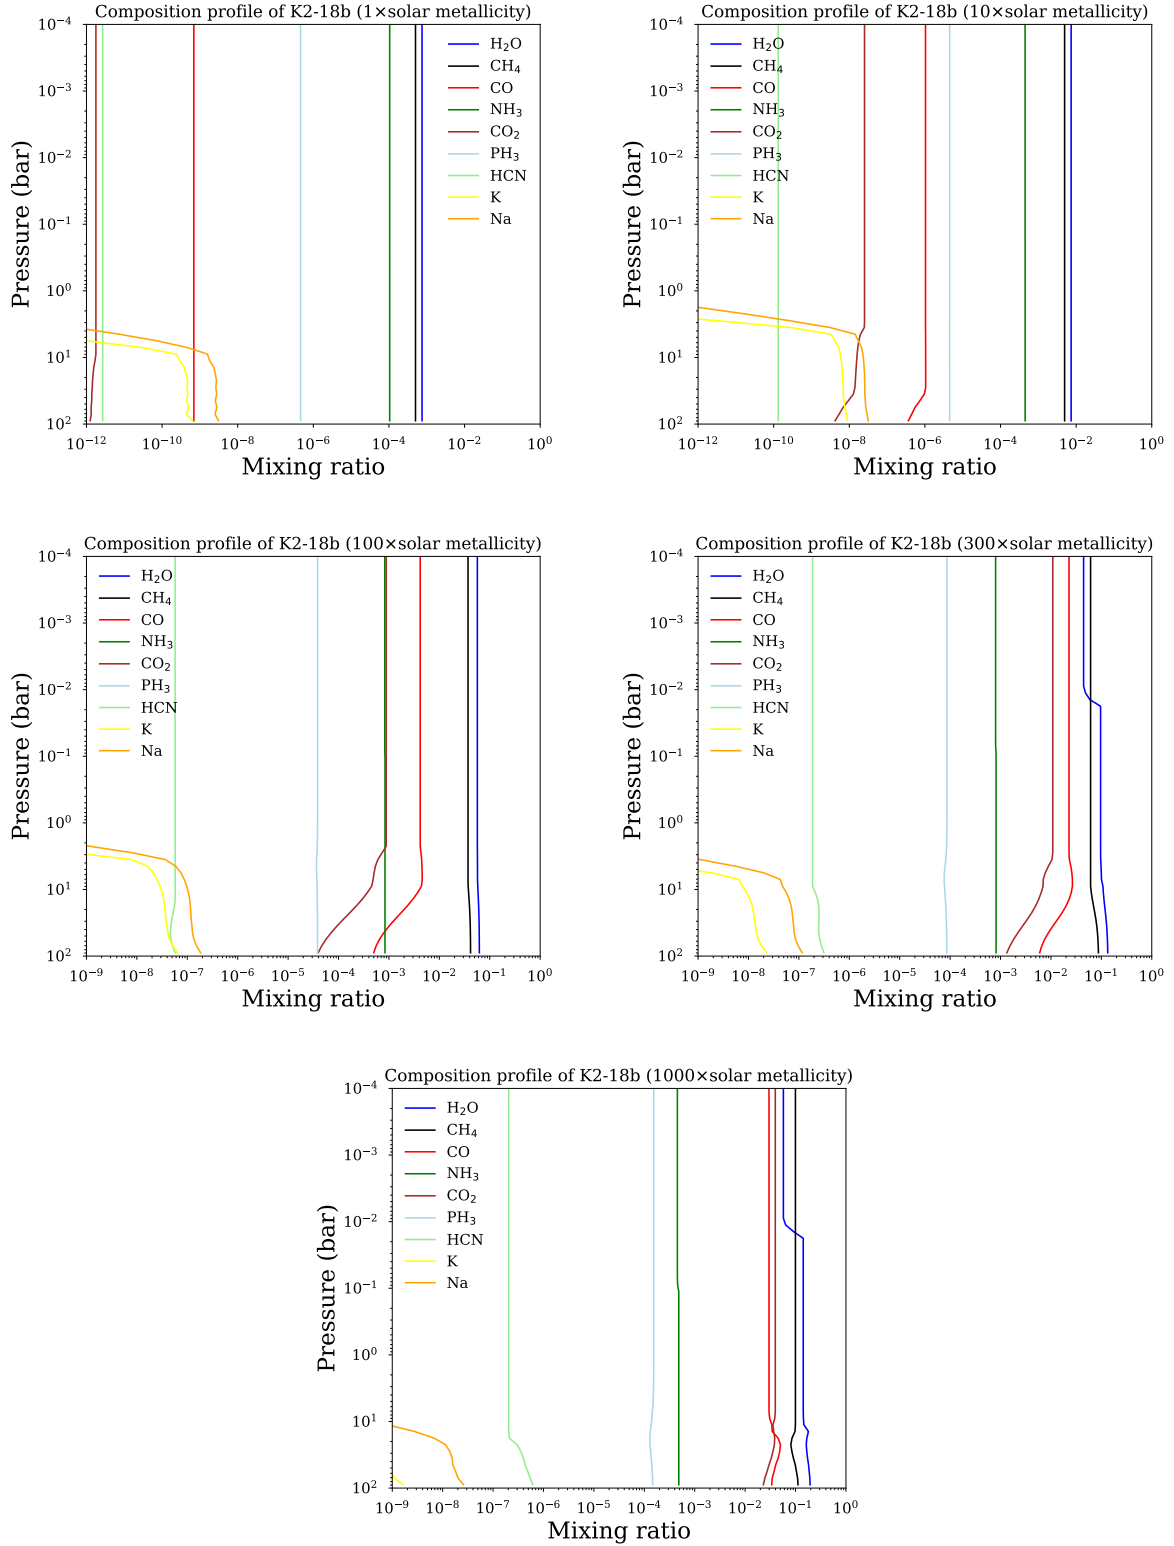 Composition profile of K2-18b (1×solar metallicity)
Pressure (bar)
10⁻⁴
10⁻³
10⁻²
10⁻¹
10⁰
10¹
10²
H₂O
CH₄
CO
NH₃
CO₂
PH₃
HCN
K
Na
10⁻¹² 10⁻¹⁰ 10⁻⁸ 10⁻⁶ 10⁻⁴ 10⁻² 10⁰
Mixing ratio
Composition profile of K2-18b (10×solar metallicity)
Pressure (bar)
10⁻⁴
10⁻³
10⁻²
10⁻¹
10⁰
10¹
10²
H₂O
CH₄
CO
NH₃
CO₂
PH₃
HCN
K
Na
10⁻¹² 10⁻¹⁰ 10⁻⁸ 10⁻⁶ 10⁻⁴ 10⁻² 10⁰
Mixing ratio
Composition profile of K2-18b (100×solar metallicity)
Pressure (bar)
10⁻⁴
10⁻³
10⁻²
10⁻¹
10⁰
10¹
10²
H₂O
CH₄
CO
NH₃
CO₂
PH₃
HCN
K
Na
10⁻⁹ 10⁻⁸ 10⁻⁷ 10⁻⁶ 10⁻⁵ 10⁻⁴ 10⁻³ 10⁻² 10⁻¹ 10⁰
Mixing ratio
Composition profile of K2-18b (300×solar metallicity)
Pressure (bar)
10⁻⁴
10⁻³
10⁻²
10⁻¹
10⁰
10¹
10²
H₂O
CH₄
CO
NH₃
CO₂
PH₃
HCN
K
Na
10⁻⁹ 10⁻⁸ 10⁻⁷ 10⁻⁶ 10⁻⁵ 10⁻⁴ 10⁻³ 10⁻² 10⁻¹ 10⁰
Mixing ratio
Composition profile of K2-18b (1000×solar metallicity)
Pressure (bar)
10⁻⁴
10⁻³
10⁻²
10⁻¹
10⁰
10¹
10²
H₂O
CH₄
CO
NH₃
CO₂
PH₃
HCN
K
Na
10⁻⁹ 10⁻⁸ 10⁻⁷ 10⁻⁶ 10⁻⁵ 10⁻⁴ 10⁻³ 10⁻² 10⁻¹ 10⁰
Mixing ratio